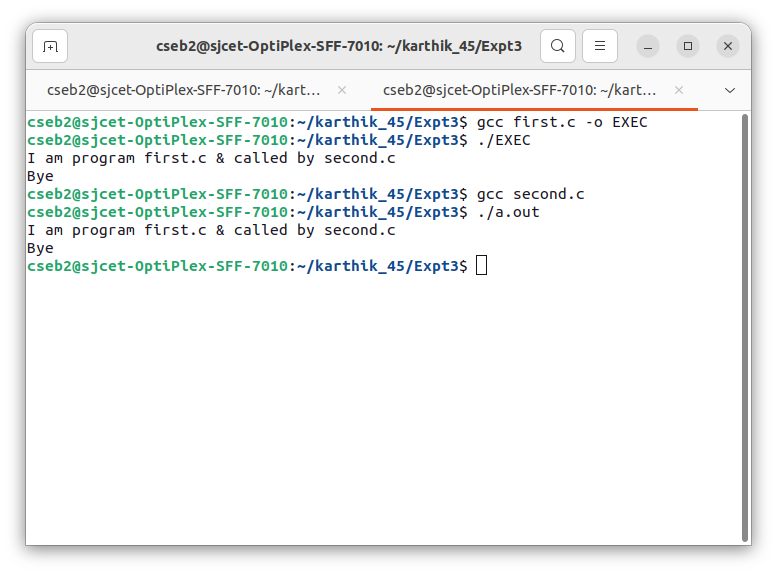 cseb2@sjcet-OptiPlex-SFF-7010: ~/karthik_45/Expt3
cseb2@sjcet-OptiPlex-SFF-7010: ~/kart...
cseb2@sjcet-OptiPlex-SFF-7010: ~/kart...
cseb2@sjcet-OptiPlex-SFF-7010:~/karthik_45/Expt3$ gcc first.c -o EXEC
cseb2@sjcet-OptiPlex-SFF-7010:~/karthik_45/Expt3$ ./EXEC
I am program first.c & called by second.c
Bye
cseb2@sjcet-OptiPlex-SFF-7010:~/karthik_45/Expt3$ gcc second.c
cseb2@sjcet-OptiPlex-SFF-7010:~/karthik_45/Expt3$ ./a.out
I am program first.c & called by second.c
Bye
cseb2@sjcet-OptiPlex-SFF-7010:~/karthik_45/Expt3$